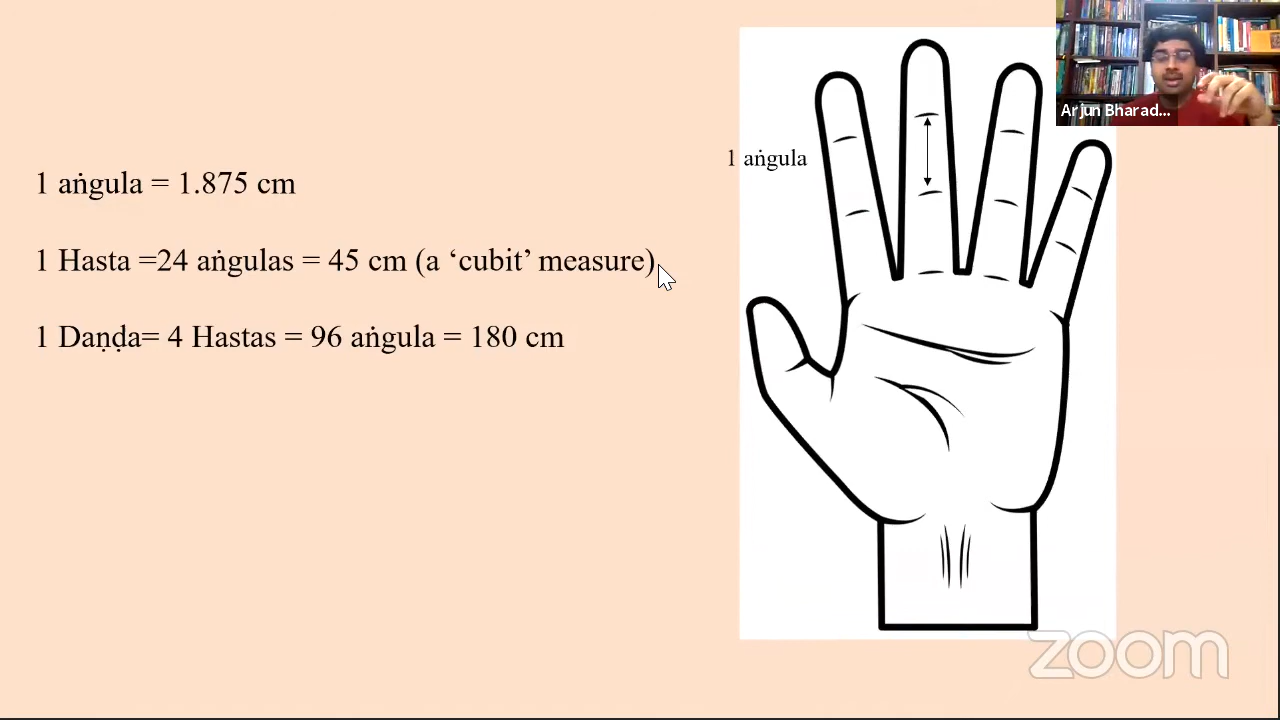 Arjun Bharad...
1 aṅgula
1 aṅgula = 1.875 cm
1 Hasta =24 aṅgulas = 45 cm (a ‘cubit’ measure)
1 Daṇḍa= 4 Hastas = 96 aṅgula = 180 cm
zoom